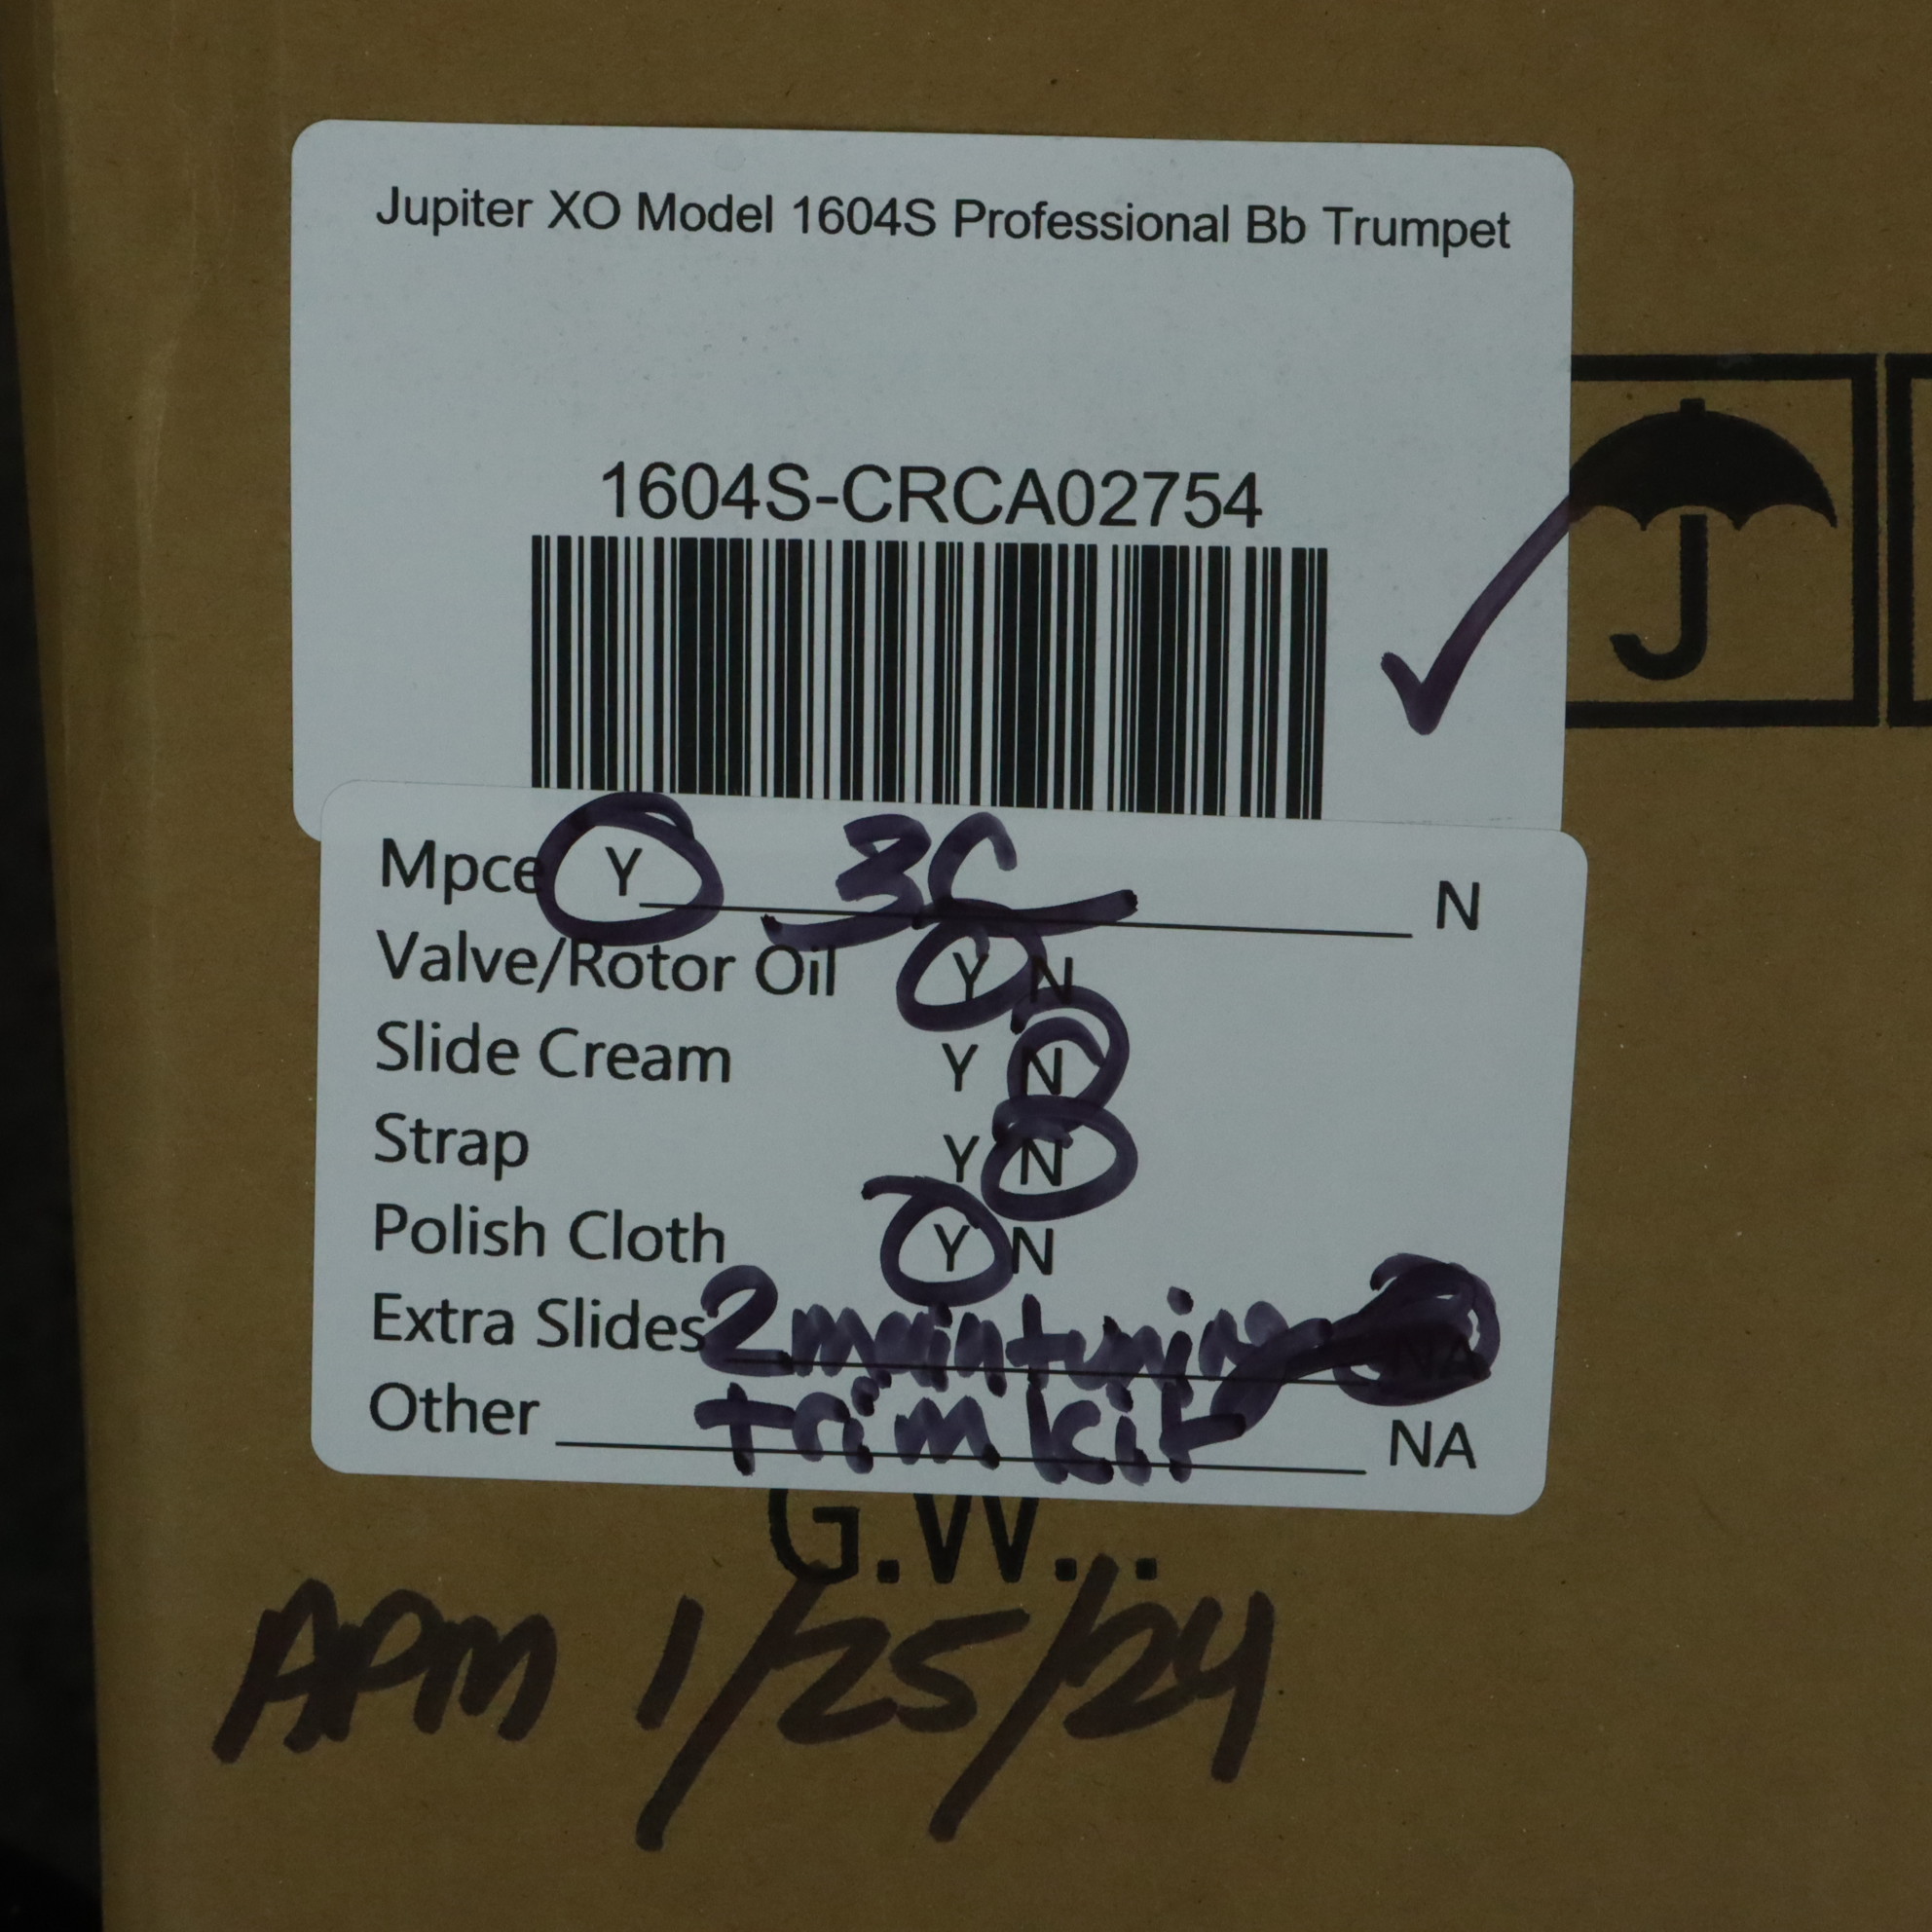 Jupiter XO Model 1604S Professional Bb Trumpet
1604S-CRCA02754
Mpce Y 3C N
Valve/Rotor Oil Y N
Slide Cream Y N
Strap Y N
Polish Cloth Y N
Extra Slides 2 main tuning NA
Other trim kit NA
G.W.:
APM 1/25/24